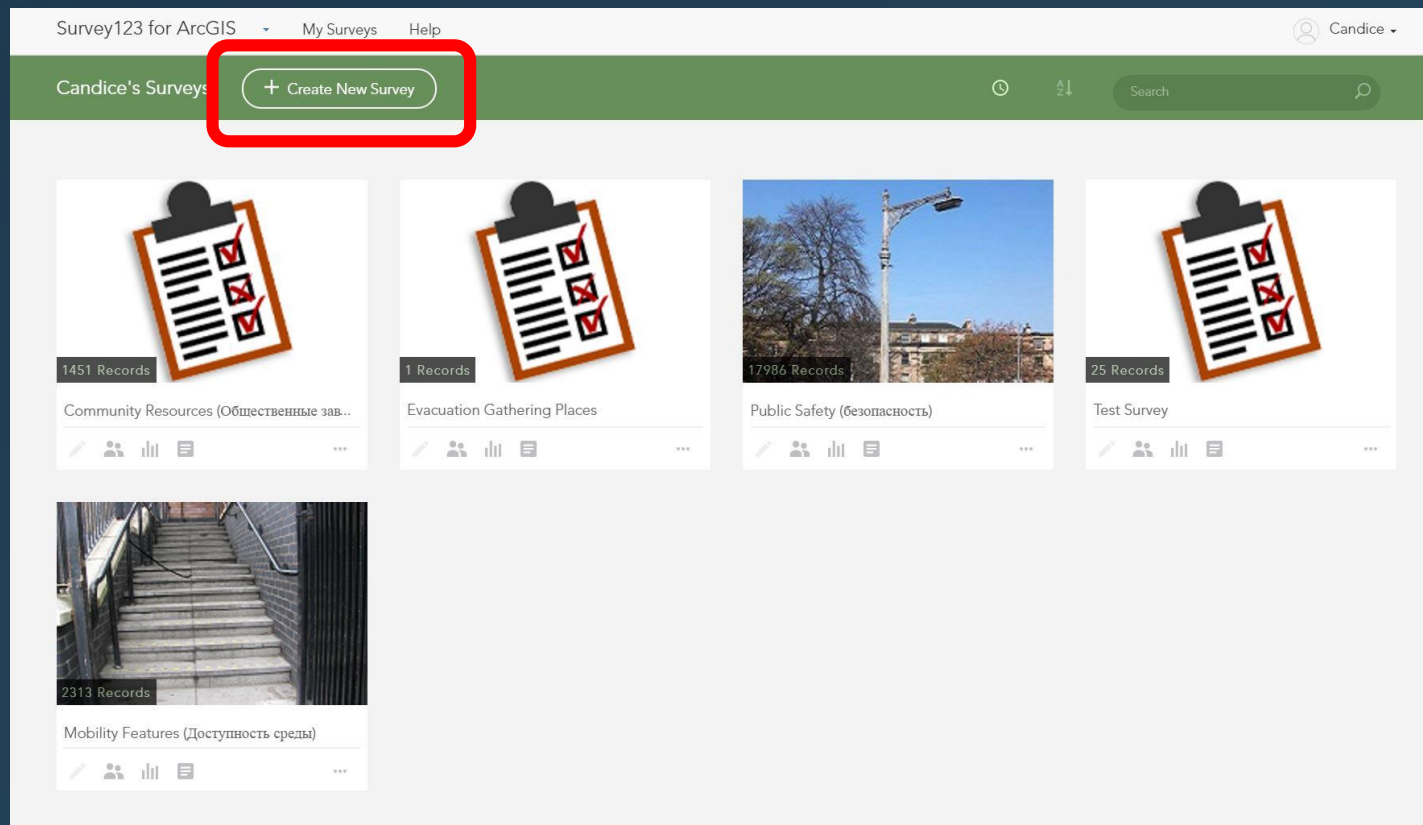 Survey123 for ArcGIS My Surveys Help Candice
Candice's Surveys + Create New Survey Search
1451 Records
1 Records
17986 Records
25 Records
Community Resources (Общественные зав...
Evacuation Gathering Places
Public Safety (безопасность)
Test Survey
2313 Records
Mobility Features (Доступность среды)